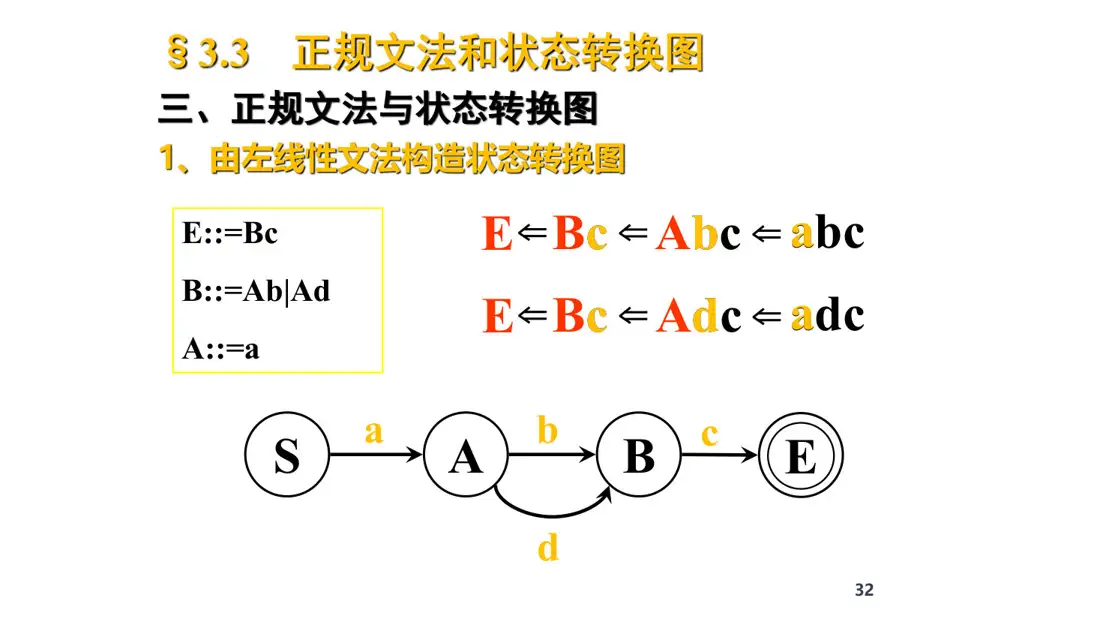 §3.3 正规文法和状态转换图
三、正规文法与状态转换图
1、由左线性文法构造状态转换图
E::=Bc
B::=Ab|Ad
A::=a
E⇐Bc⇐Abc⇐abc
E⇐Bc⇐Adc⇐adc
a b c
S A B E
d
32